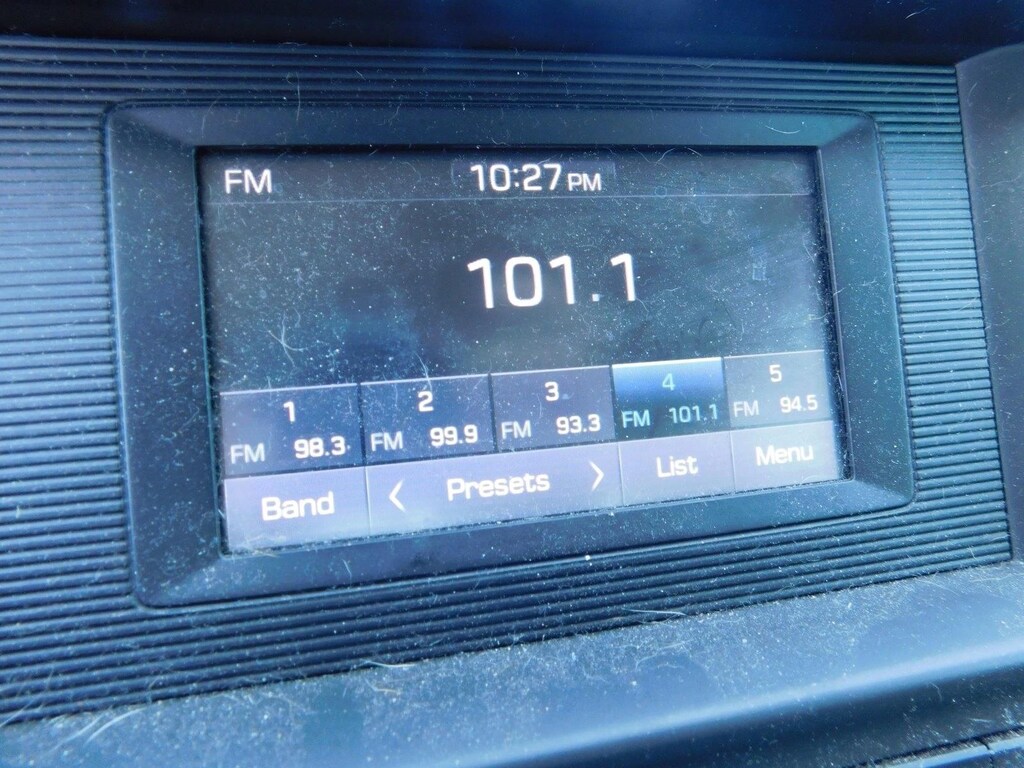 FM 10:27 PM
101.1
1 2 3 4 5
FM 98.3 FM 99.9 FM 93.3 FM 101.1 FM 94.5
Band < Presets > List Menu